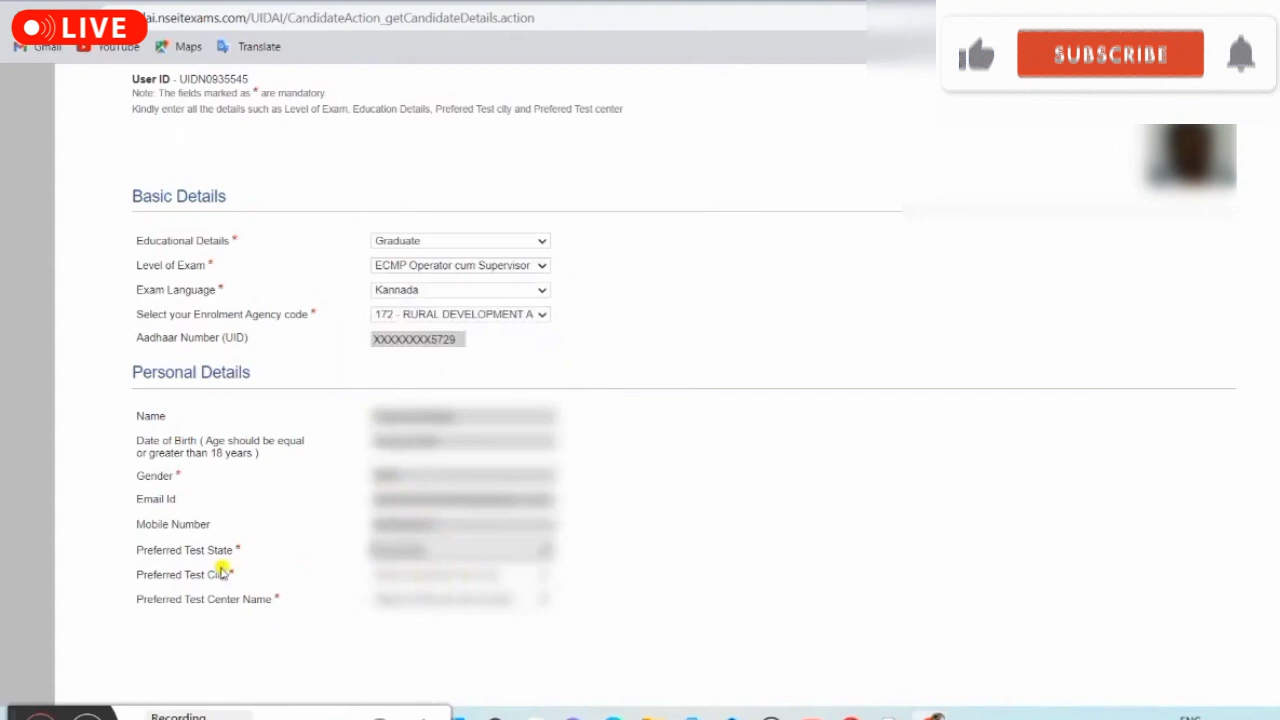 LIVE
ai.nseitexams.com/UIDAI/CandidateAction_getCandidateDetails.action
SUBSCRIBE
Gmail YouTube Maps Translate
User ID - UIDN0935545
Note: The fields marked as * are mandatory.
Kindly enter all the details such as Level of Exam, Education Details, Prefered Test city and Prefered Test center
Basic Details
Educational Details * Graduate
Level of Exam * ECMP Operator cum Supervisor
Exam Language * Kannada
Select your Enrolment Agency code * 172 - RURAL DEVELOPMENT A
Aadhaar Number (UID) XXXXXXXX5729
Personal Details
Name
Date of Birth ( Age should be equal
or greater than 18 years )
Gender *
Email Id
Mobile Number
Preferred Test State *
Preferred Test City *
Preferred Test Center Name *
Recording
ENG